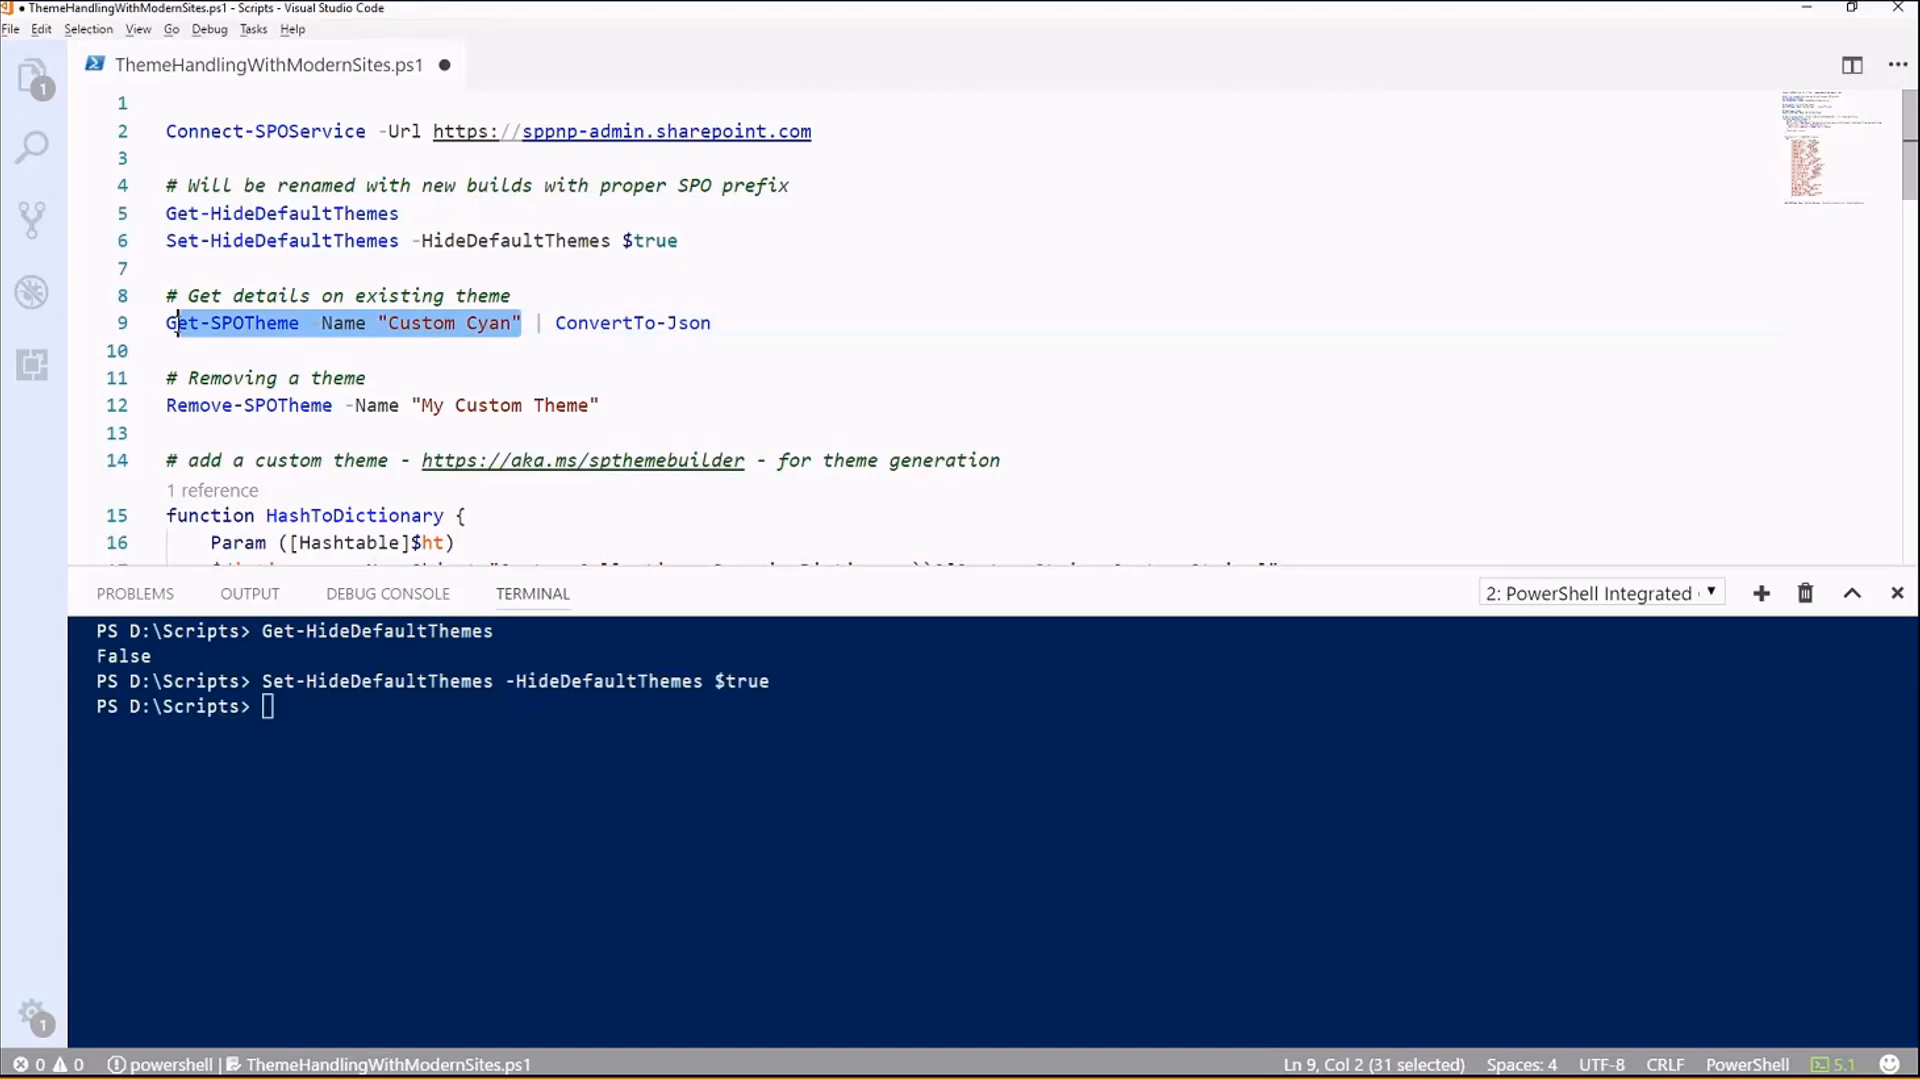 ● ThemeHandlingWithModernSites.ps1 - Scripts - Visual Studio Code
File Edit Selection View Go Debug Tasks Help
ThemeHandlingWithModernSites.ps1 ●
1
2 Connect-SPOService -Url https://sppnp-admin.sharepoint.com
3
4 # Will be renamed with new builds with proper SPO prefix
5 Get-HideDefaultThemes
6 Set-HideDefaultThemes -HideDefaultThemes $true
7
8 # Get details on existing theme
9 Get-SPOTheme -Name "Custom Cyan" | ConvertTo-Json
10
11 # Removing a theme
12 Remove-SPOTheme -Name "My Custom Theme"
13
14 # add a custom theme - https://aka.ms/spthemebuilder - for theme generation
1 reference
15 function HashToDictionary {
16 Param ([Hashtable]$ht)
PROBLEMS OUTPUT DEBUG CONSOLE TERMINAL 2: PowerShell Integrated
PS D:\Scripts> Get-HideDefaultThemes
False
PS D:\Scripts> Set-HideDefaultThemes -HideDefaultThemes $true
PS D:\Scripts>
1
1
0 0 powershell | ThemeHandlingWithModernSites.ps1 Ln 9, Col 2 (31 selected) Spaces: 4 UTF-8 CRLF PowerShell 5.1